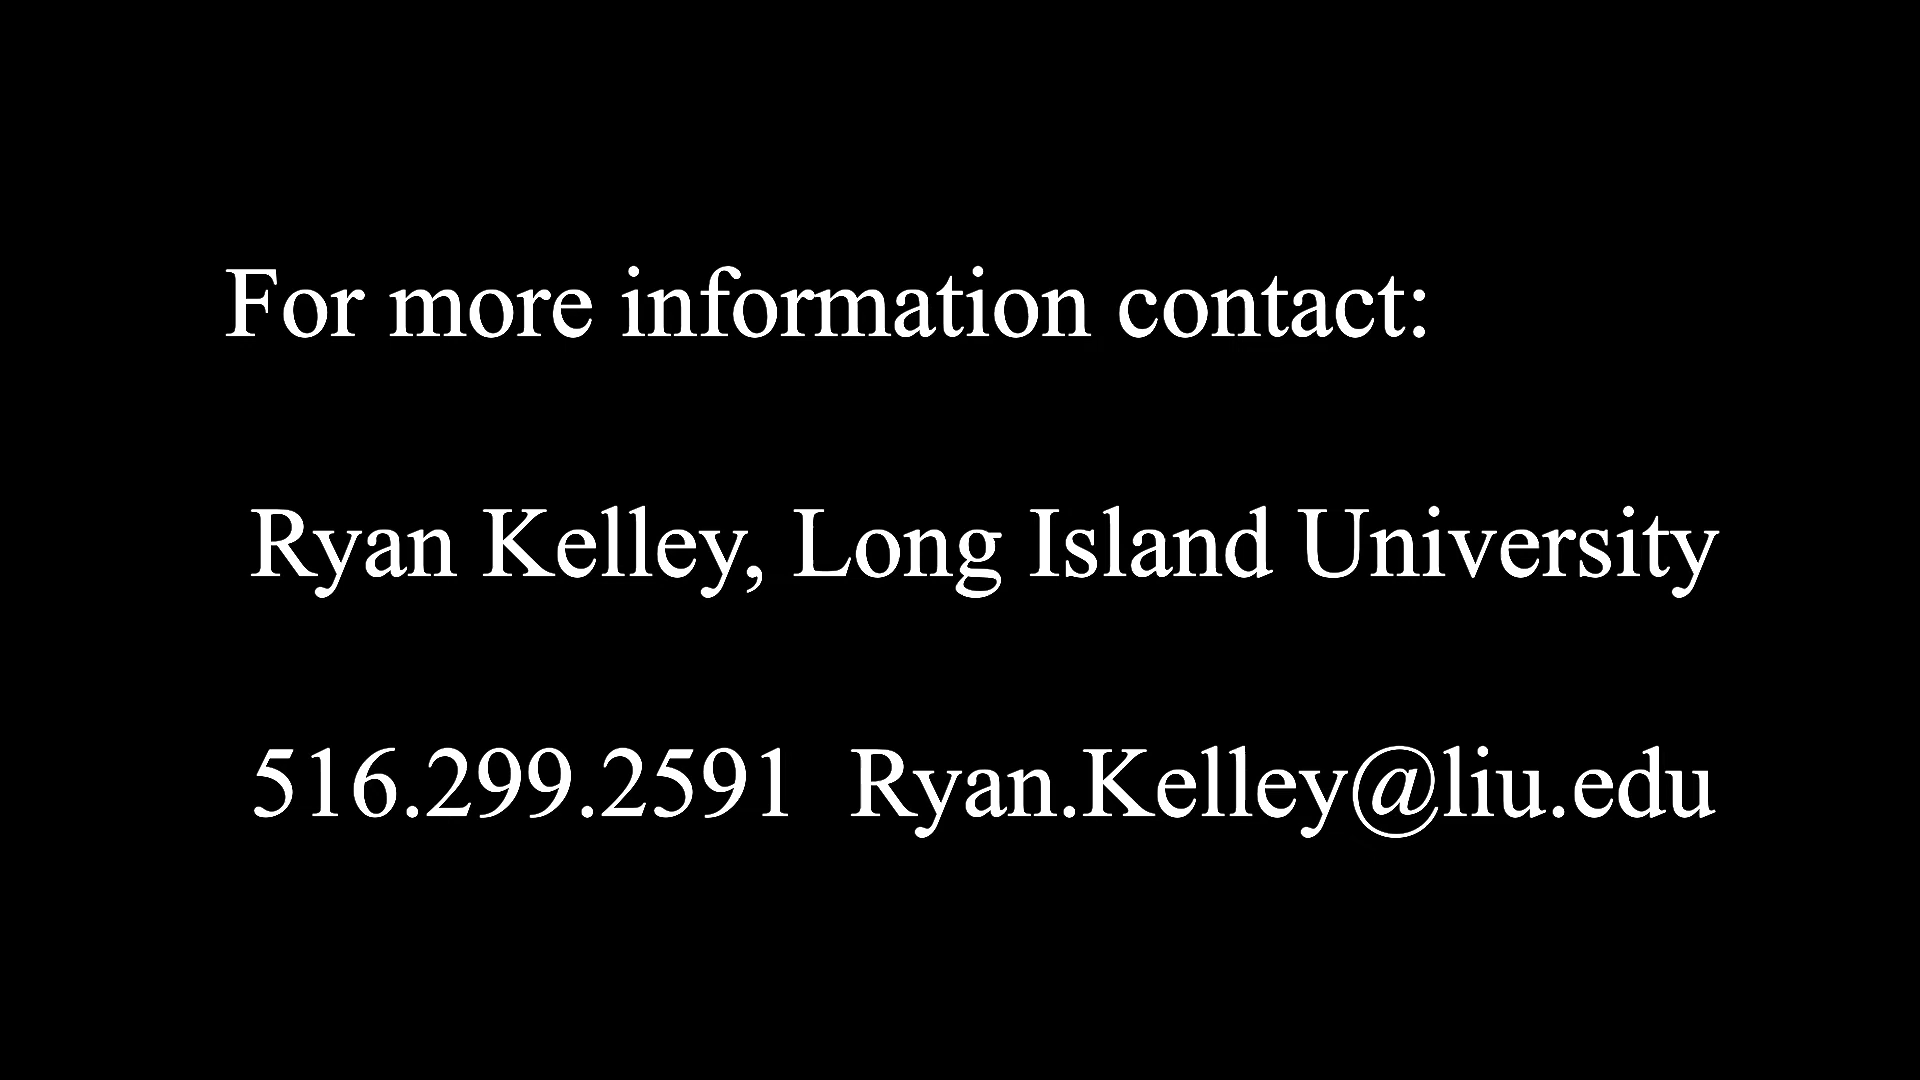 For more information contact:
Ryan Kelley, Long Island University
516.299.2591  Ryan.Kelley@liu.edu